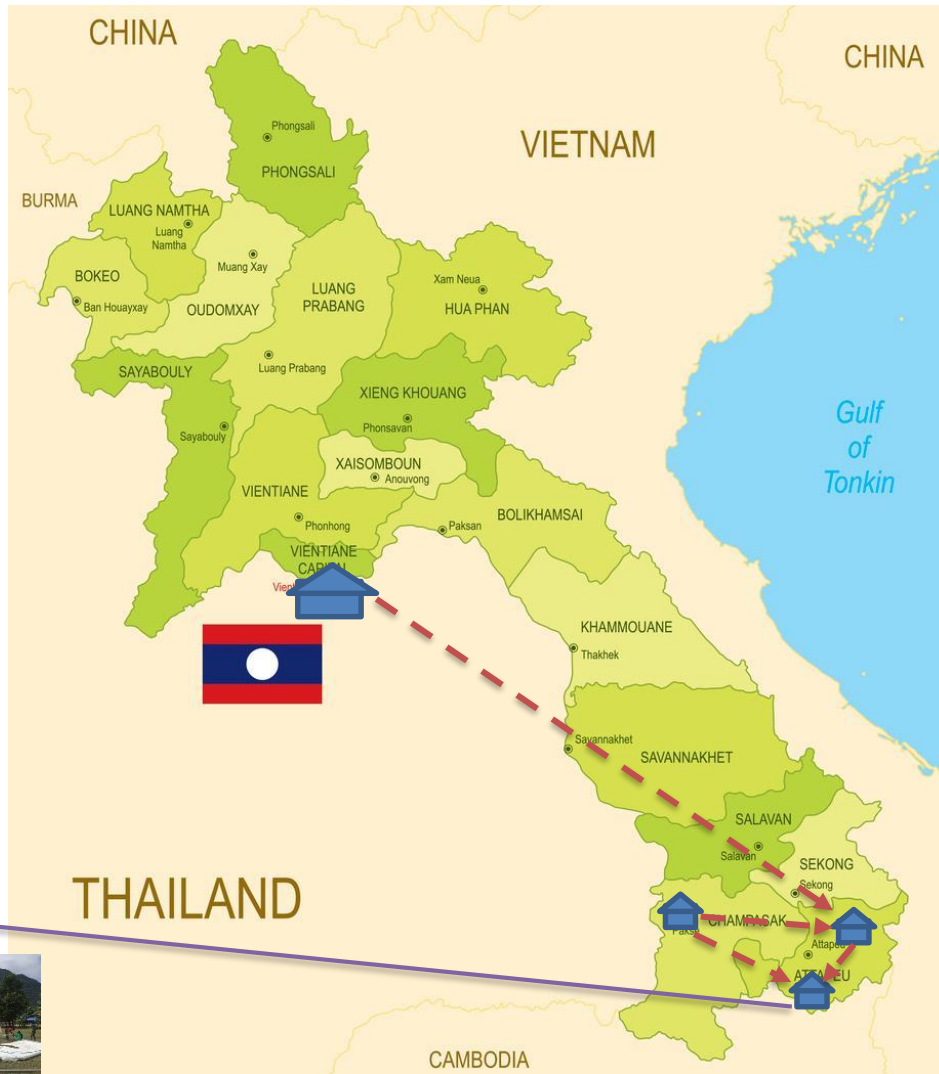 CHINA
CHINA
Phongsali
PHONGSALI
VIETNAM
BURMA
LUANG NAMTHA
Luang
Namtha
Muang Xay
BOKEO
Ban Houayxay
OUDOMXAY
LUANG
PRABANG
Xam Neua
HUA PHAN
Luang Prabang
SAYABOULY
Sayabouly
XIENG KHOUANG
Phonsavan
Gulf
of
Tonkin
XAISOMBOUN
Anouvong
VIENTIANE
Phonhong
BOLIKHAMSAI
Paksan
VIENTIANE
KHAMMOUANE
Thakhek
Savannakhet
SAVANNAKHET
SALAVAN
Salavan
SEKONG
Sekong
THAILAND
CHAMPASAK
Attapeu
CAMBODIA